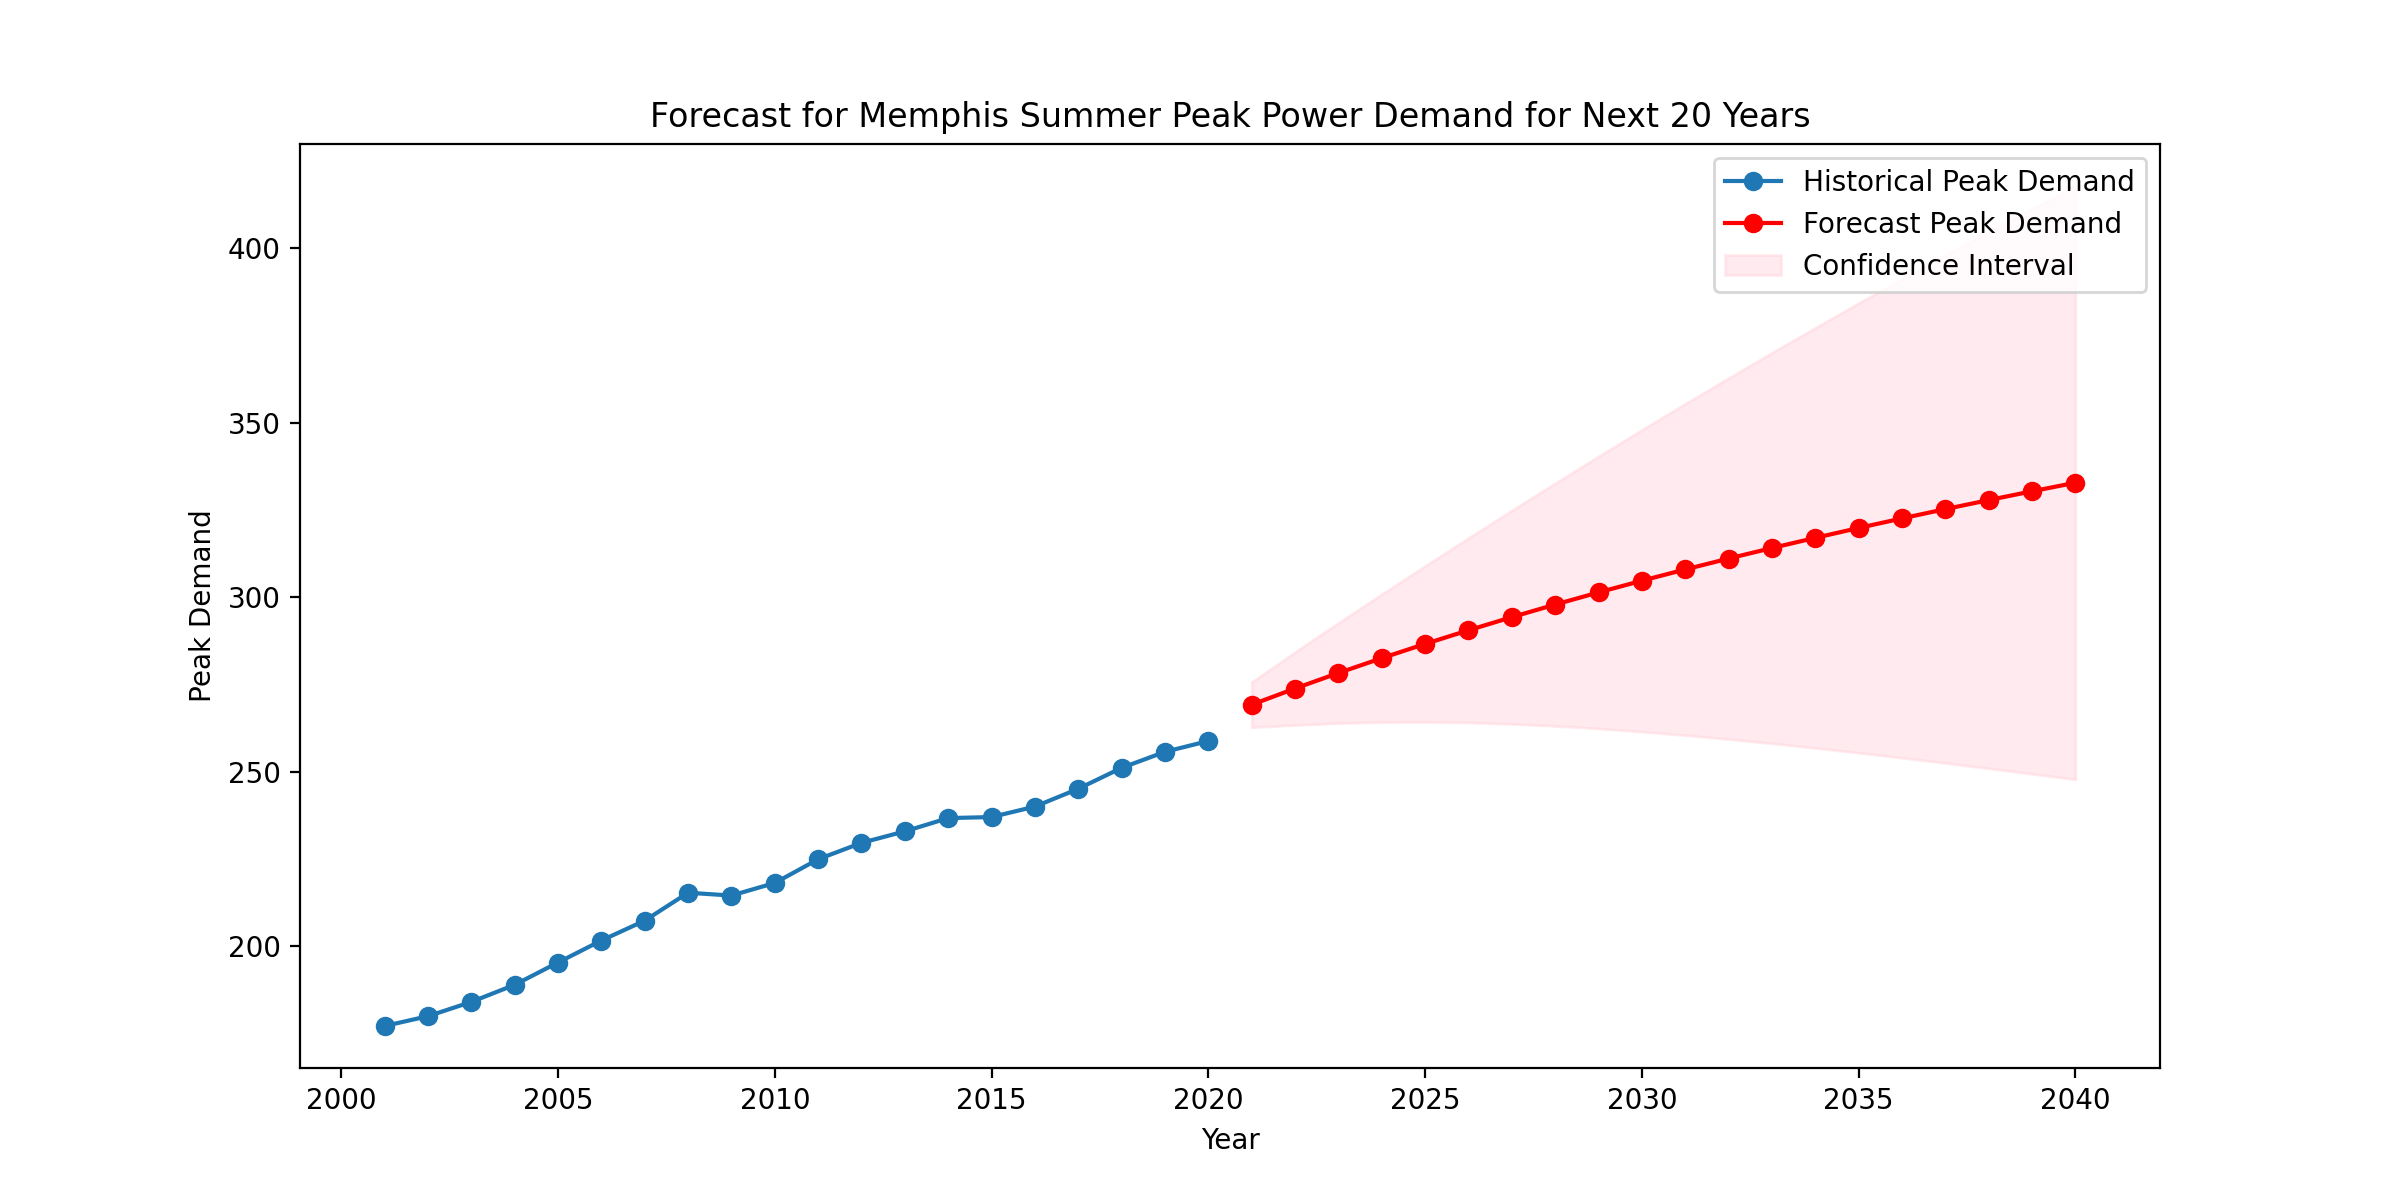 Forecast for Memphis Summer Peak Power Demand for Next 20 Years
Historical Peak Demand
Forecast Peak Demand
Confidence Interval
Peak Demand
400
350
300
250
200
2000 2005 2010 2015 2020 2025 2030 2035 2040
Year